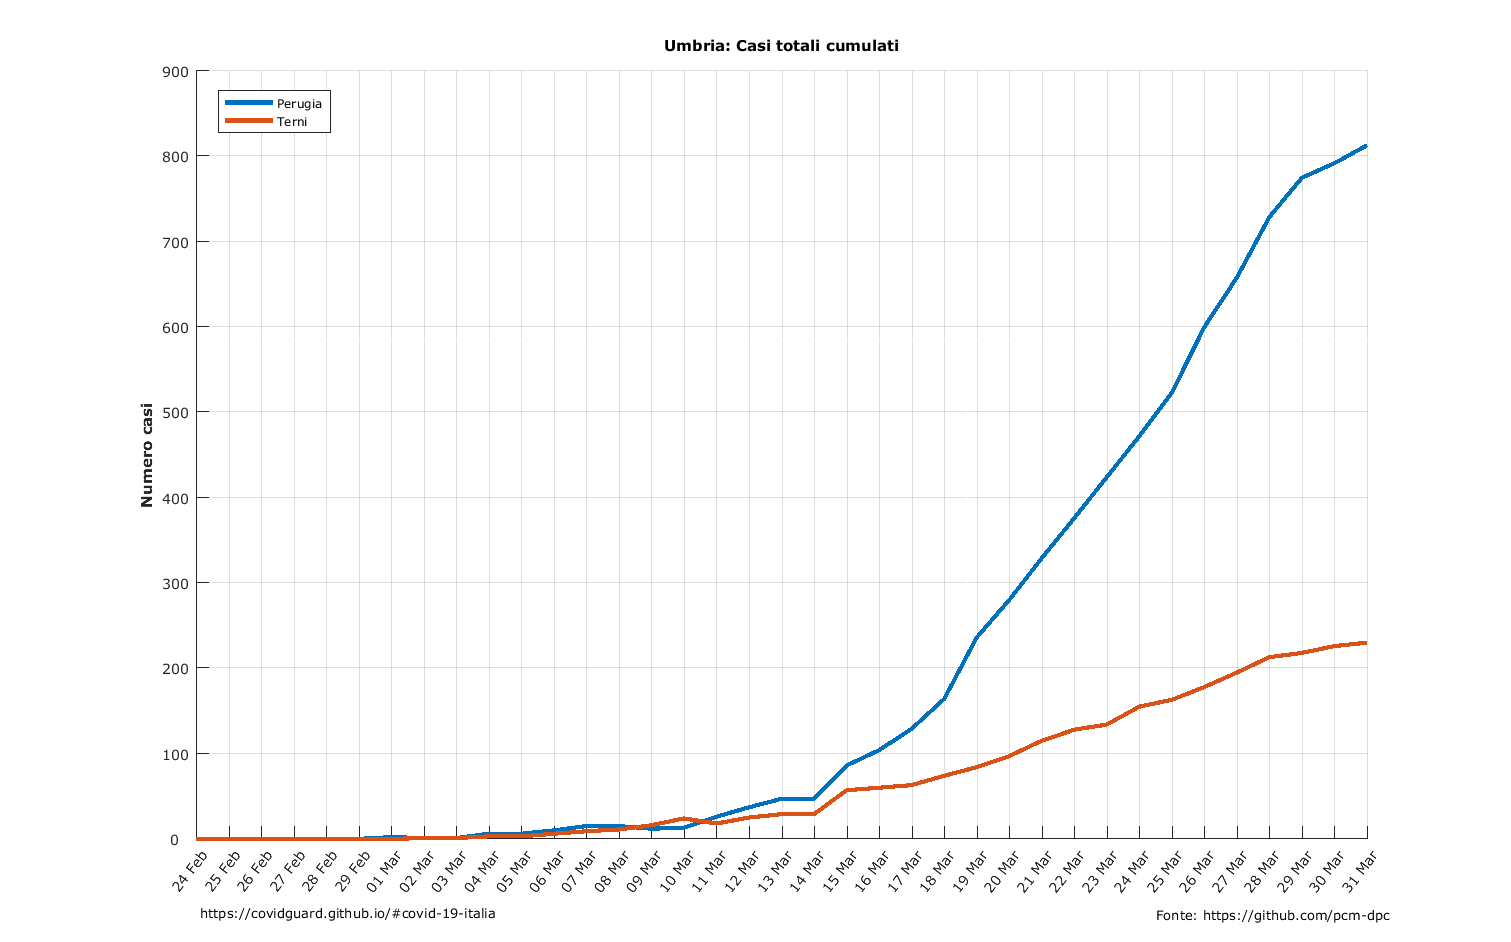 Umbria: Casi totali cumulati
Perugia
Terni
Numero casi
900
800
700
600
500
400
300
200
100
0
24 Feb
25 Feb
26 Feb
27 Feb
28 Feb
29 Feb
01 Mar
02 Mar
03 Mar
04 Mar
05 Mar
06 Mar
07 Mar
08 Mar
09 Mar
10 Mar
11 Mar
12 Mar
13 Mar
14 Mar
15 Mar
16 Mar
17 Mar
18 Mar
19 Mar
20 Mar
21 Mar
22 Mar
23 Mar
24 Mar
25 Mar
26 Mar
27 Mar
28 Mar
29 Mar
30 Mar
31 Mar
https://covidguard.github.io/#covid-19-italia
Fonte: https://github.com/pcm-dpc